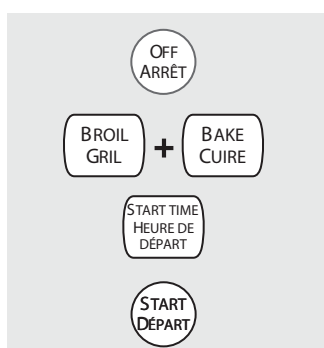 OFF
ARRÊT
BROIL
GRIL
+
BAKE
CUIRE
START TIME
HEURE DE
DÉPART
START
DÉPART